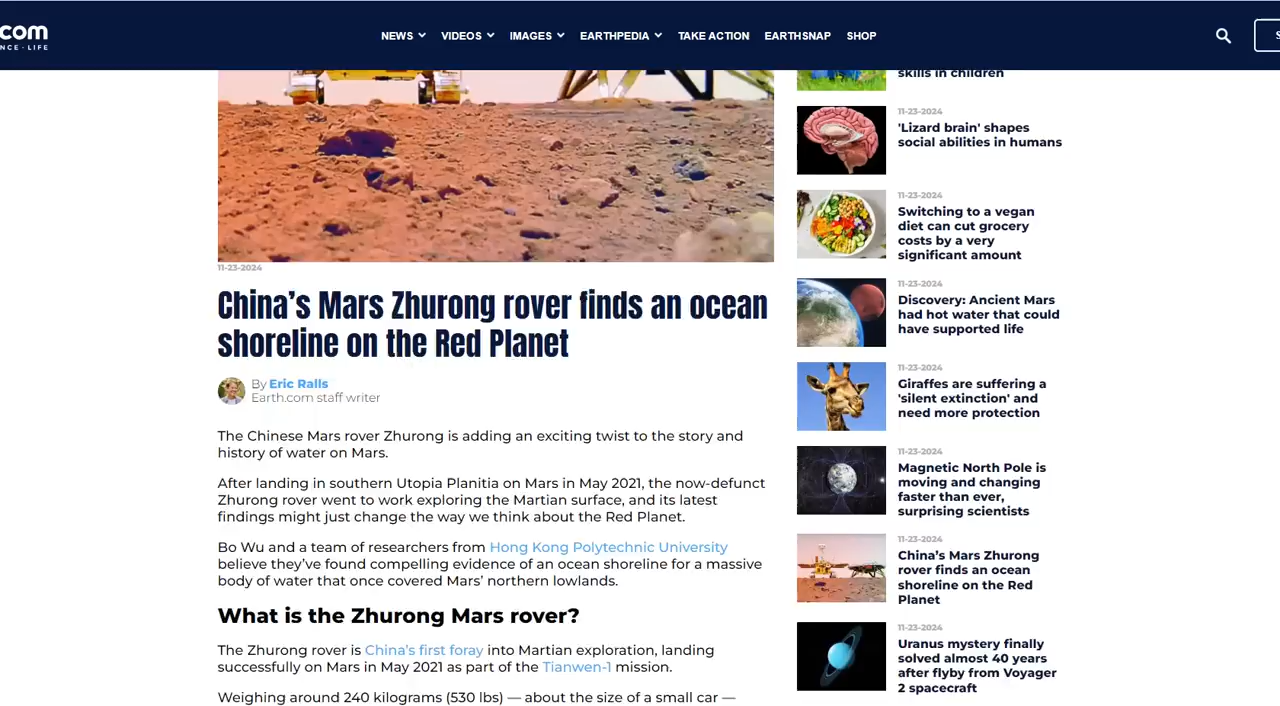 com
NCE · LIFE
NEWS
VIDEOS
IMAGES
EARTHPEDIA
TAKE ACTION
EARTHSNAP
SHOP
S
11-23-2024
China's Mars Zhurong rover finds an ocean
shoreline on the Red Planet
By Eric Ralls
Earth.com staff writer
The Chinese Mars rover Zhurong is adding an exciting twist to the story and
history of water on Mars.
After landing in southern Utopia Planitia on Mars in May 2021, the now-defunct
Zhurong rover went to work exploring the Martian surface, and its latest
findings might just change the way we think about the Red Planet.
Bo Wu and a team of researchers from Hong Kong Polytechnic University
believe they've found compelling evidence of an ocean shoreline for a massive
body of water that once covered Mars' northern lowlands.
What is the Zhurong Mars rover?
The Zhurong rover is China's first foray into Martian exploration, landing
successfully on Mars in May 2021 as part of the Tianwen-1 mission.
Weighing around 240 kilograms (530 lbs) — about the size of a small car —
skills in children
11-23-2024
'Lizard brain' shapes
social abilities in humans
11-23-2024
Switching to a vegan
diet can cut grocery
costs by a very
significant amount
11-23-2024
Discovery: Ancient Mars
had hot water that could
have supported life
11-23-2024
Giraffes are suffering a
'silent extinction' and
need more protection
11-23-2024
Magnetic North Pole is
moving and changing
faster than ever,
surprising scientists
11-23-2024
China's Mars Zhurong
rover finds an ocean
shoreline on the Red
Planet
11-23-2024
Uranus mystery finally
solved almost 40 years
after flyby from Voyager
2 spacecraft